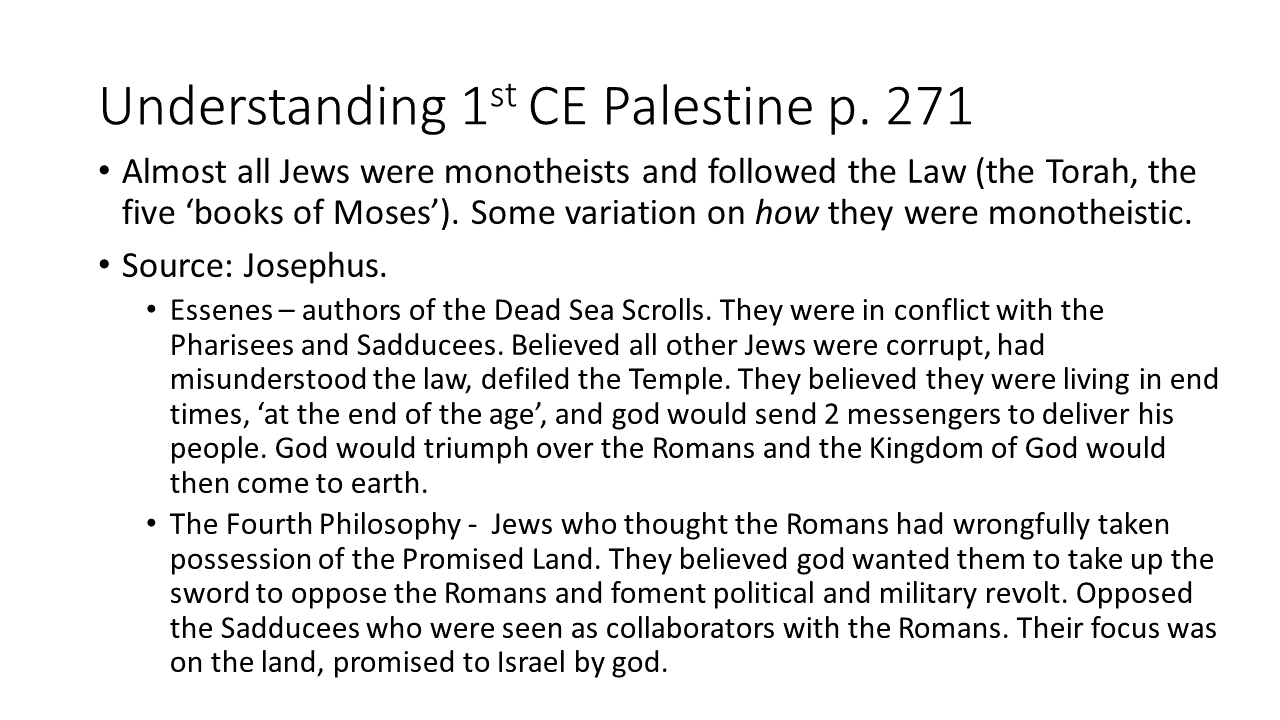 Understanding 1st CE Palestine p. 271
• Almost all Jews were monotheists and followed the Law (the Torah, the
five ‘books of Moses’). Some variation on how they were monotheistic.
• Source: Josephus.
• Essenes – authors of the Dead Sea Scrolls. They were in conflict with the
Pharisees and Sadducees. Believed all other Jews were corrupt, had
misunderstood the law, defiled the Temple. They believed they were living in end
times, ‘at the end of the age’, and god would send 2 messengers to deliver his
people. God would triumph over the Romans and the Kingdom of God would
then come to earth.
• The Fourth Philosophy - Jews who thought the Romans had wrongfully taken
possession of the Promised Land. They believed god wanted them to take up the
sword to oppose the Romans and foment political and military revolt. Opposed
the Sadducees who were seen as collaborators with the Romans. Their focus was
on the land, promised to Israel by god.